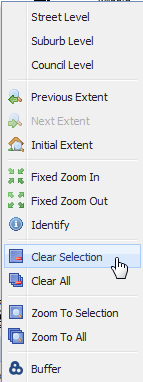 Street Level
Suburb Level
Council Level
Previous Extent
Next Extent
Initial Extent
Fixed Zoom In
Fixed Zoom Out
Identify
Clear Selection
Clear All
Zoom To Selection
Zoom To All
Buffer